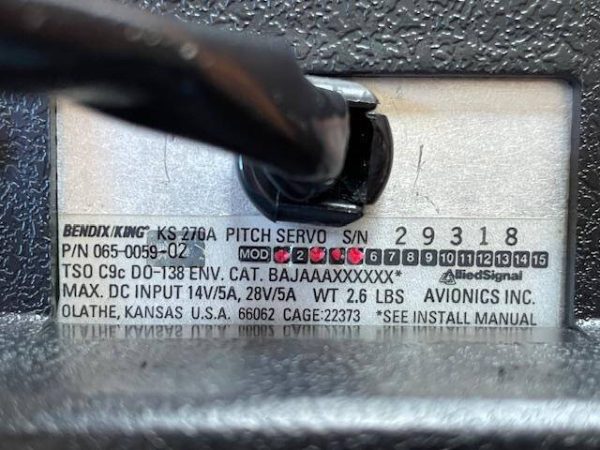 BENDIX/KING® KS 270A PITCH SERVO S/N 29318
P/N 065-0059-02 MOD 2 6 7 8 9 10 11 12 13 14 15
TSO C9c DO-138 ENV. CAT. BAJAAAXXXXXX* AlliedSignal
MAX. DC INPUT 14V/5A, 28V/5A WT 2.6 LBS AVIONICS INC.
OLATHE, KANSAS U.S.A. 66062 CAGE:22373 *SEE INSTALL MANUAL